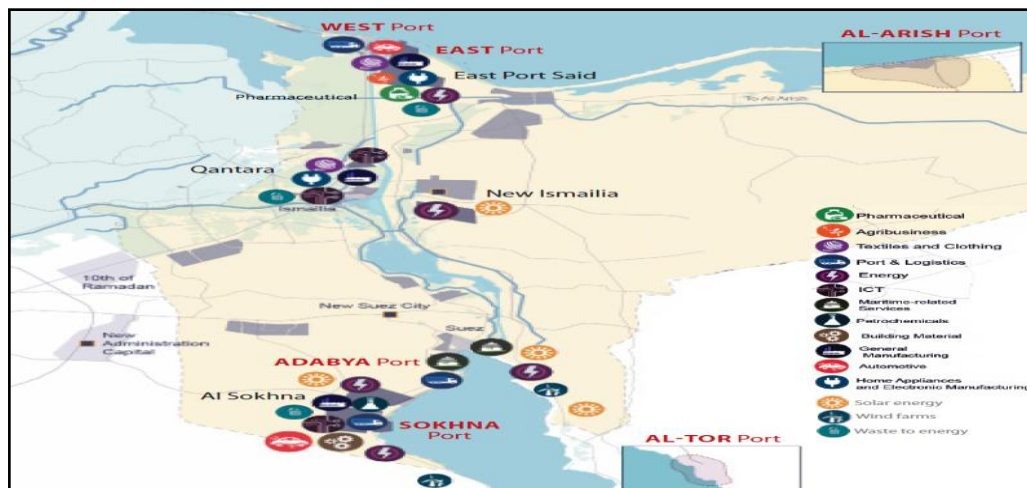 WEST Port
EAST Port
AL-ARISH Port
East Port Said
Pharmaceutical
To Al Arish
Qantara
New Ismailia
Ismailia
Pharmaceutical
Agribusiness
Textiles and Clothing
Port & Logistics
Energy
ICT
Maritime-related
Services
Petrochemicals
Building Material
General
Manufacturing
Automotive
Home Appliances
and Electronic Manufacturing
Solar energy
Wind farms
Waste to energy
10th of
Ramadan
New Suez City
Suez
New
Administration
Capital
ADABYA Port
Al Sokhna
SOKHNA
Port
AL-TOR Port